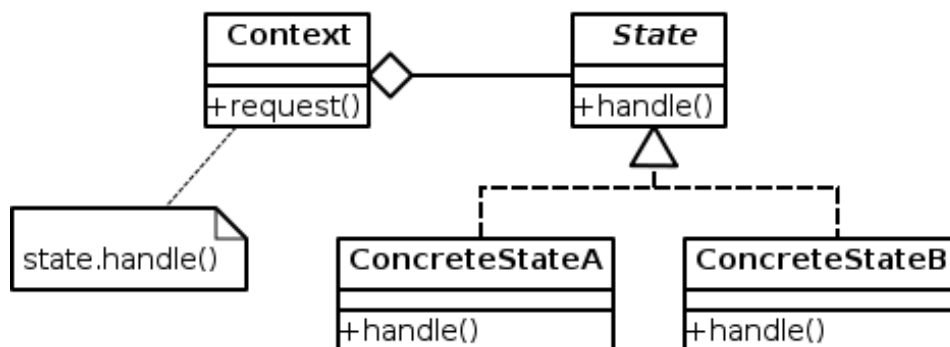 Context
+request()
State
+handle()
state.handle()
ConcreteStateA
+handle()
ConcreteStateB
+handle()